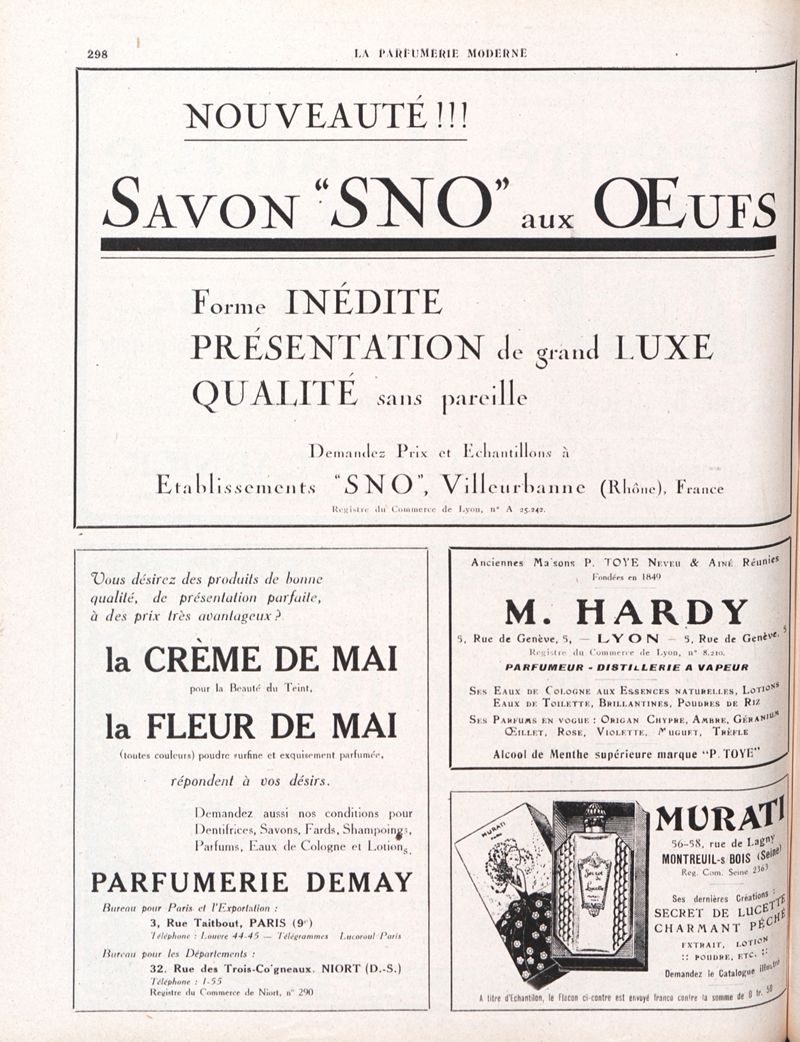 298
LA PARFUMERIE MODERNE
NOUVEAUTÉ !!!
SAVON "SNO" aux ŒUFS
Forme INÉDITE
PRÉSENTATION de grand LUXE
QUALITÉ sans pareille
Demandez Prix et Echantillons à
Etablissements "SNO", Villeurbanne (Rhône), France
Registre du Commerce de Lyon, n° A 25.242.
Vous désirez des produits de bonne
qualité, de présentation parfaite,
à des prix très avantageux ?
la CRÈME DE MAI
pour la Beauté du Teint,
la FLEUR DE MAI
(toutes couleurs) poudre surfine et exquisement parfumée,
répondent à vos désirs.
Demandez aussi nos conditions pour
Dentifrices, Savons, Fards, Shampoings,
Parfums, Eaux de Cologne et Lotions,
PARFUMERIE DEMAY
Bureau pour Paris et l'Exportation :
3, Rue Taitbout, PARIS (9e)
Téléphone : Louvre 44-45 — Télégrammes Lucoraul Paris
Bureau pour les Départements :
32. Rue des Trois-Coigneaux. NIORT (D.-S.)
Téléphone : 1-55
Registre du Commerce de Niort, n° 290
Anciennes Maisons P. TOYE NEVEU & AINÉ Réunies
Fondées en 1849
M. HARDY
5, Rue de Genève, 5, — LYON — 5, Rue de Genève, 5
Registre du Commerce de Lyon, n° 8.210.
PARFUMEUR - DISTILLERIE A VAPEUR
SES EAUX DE COLOGNE AUX ESSENCES NATURELLES, LOTIONS
EAUX DE TOILETTE, BRILLANTINES, POUDRES DE RIZ
SES PARFUMS EN VOGUE : ORIGAN CHYPRE, AMBRE, GÉRANIUM
ŒILLET, ROSE, VIOLETTE, MUGUET, TRÈFLE
Alcool de Menthe supérieure marque "P. TOYE"
MURATI
Secret
de
Lucette
MURATI
56-58, rue de Lagny
MONTREUIL-s BOIS (Seine)
Reg. Com. Seine 2363
Ses dernières Créations :
SECRET DE LUCETTE
CHARMANT PÊCHÉ
EXTRAIT, LOTION
:: POUDRE, ETC. ::
Demandez le Catalogue illustré
A titre d'Echantilon, le Flacon ci-contre est envoyé franco contre la somme de 8 fr. 50